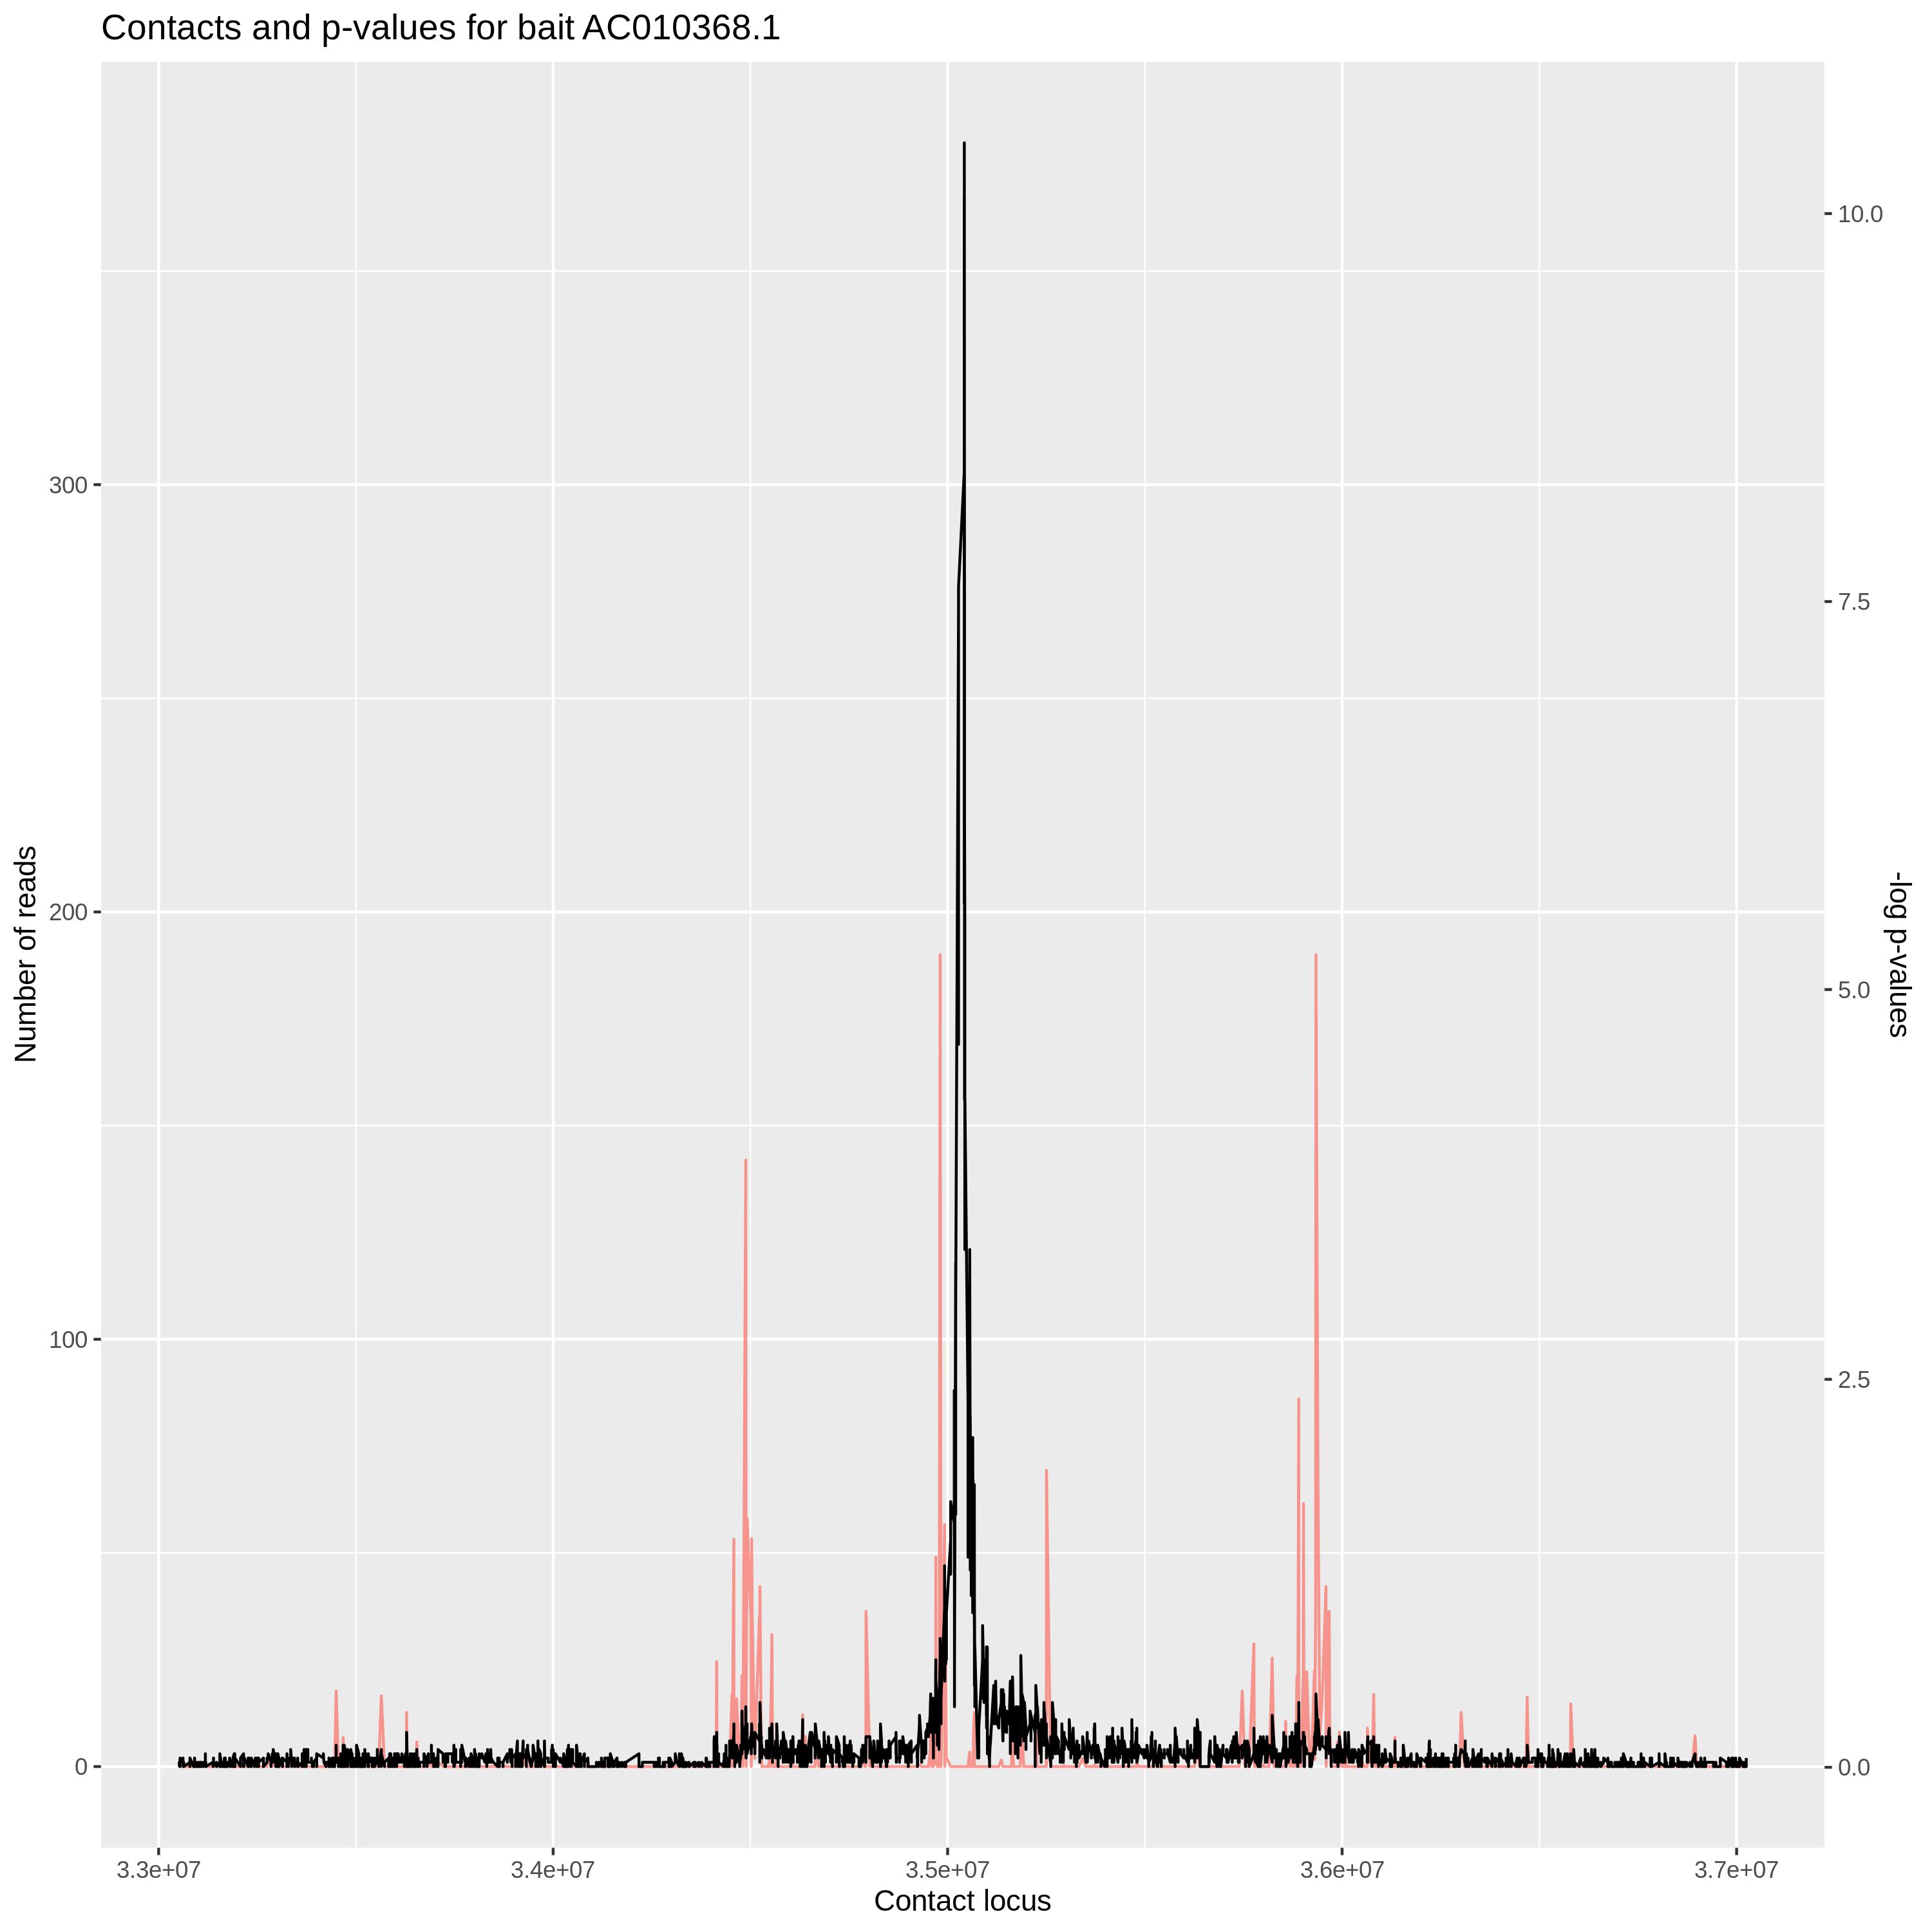 Contacts and p-values for bait AC010368.1
Number of reads
300
200
100
0
10.0
7.5
5.0
2.5
0.0
-log p-values
3.3e+07
3.4e+07
3.5e+07
3.6e+07
3.7e+07
Contact locus